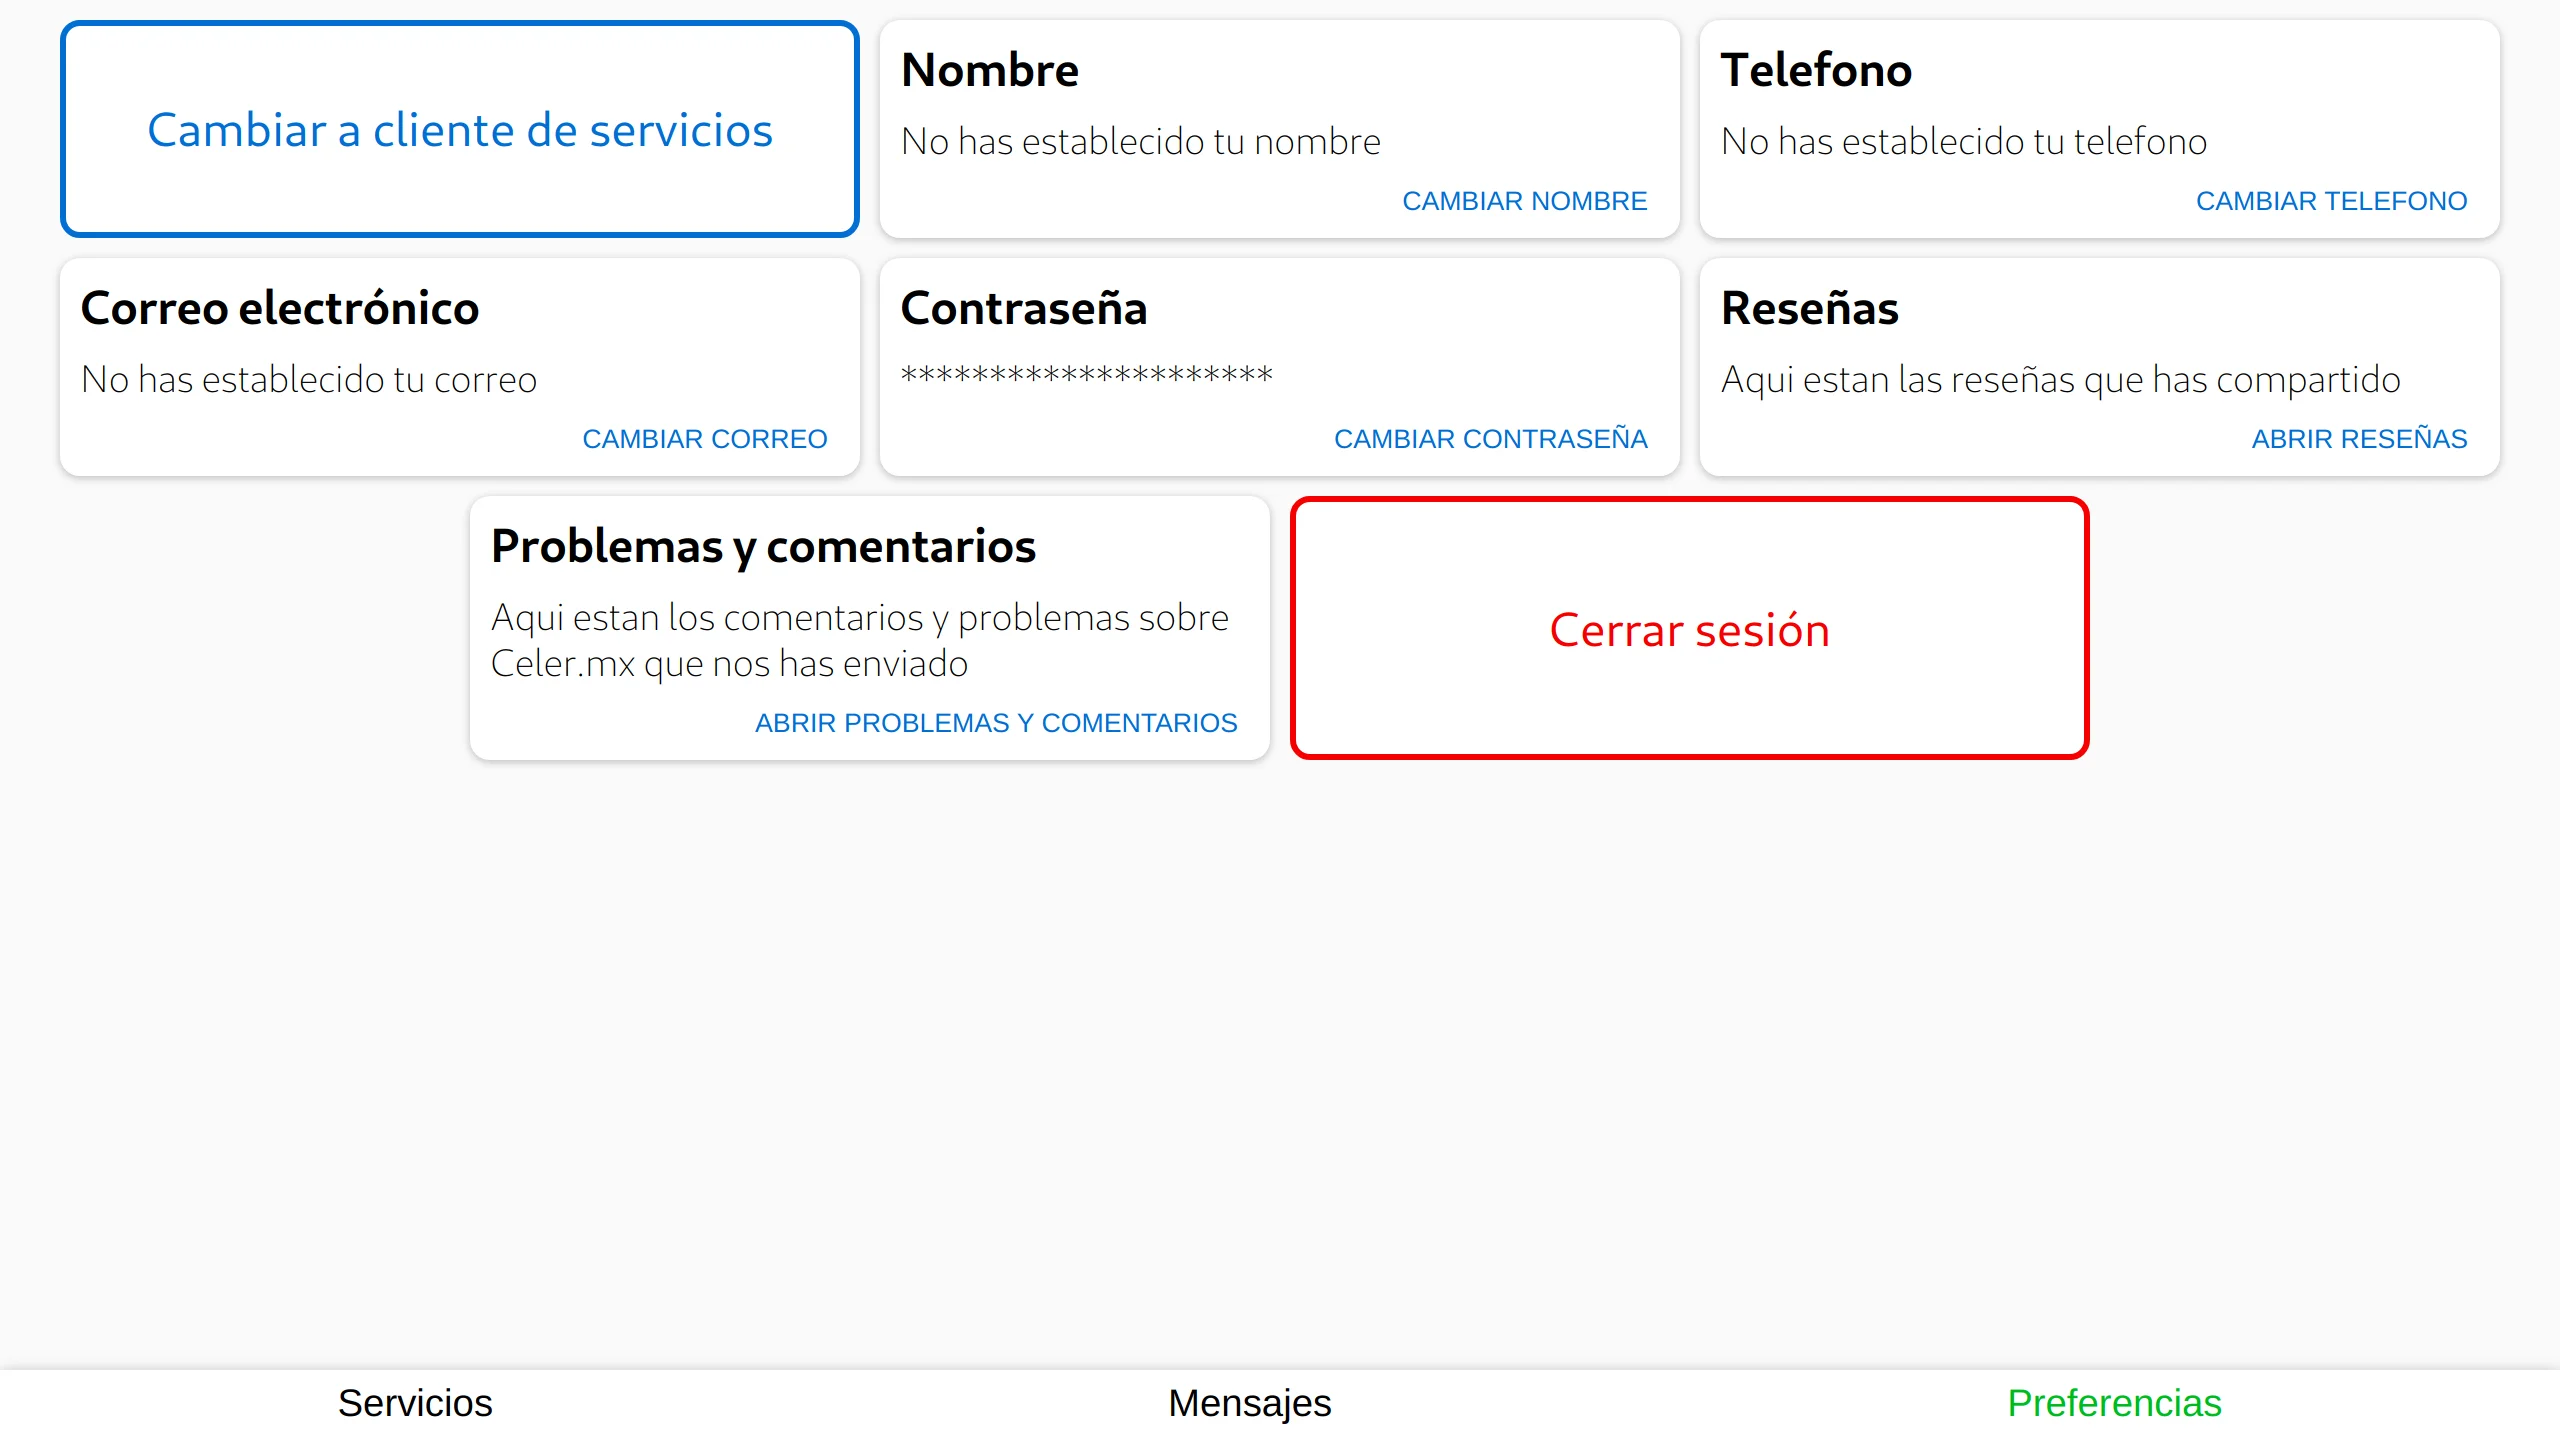 Cambiar a cliente de servicios
Nombre
No has establecido tu nombre
CAMBIAR NOMBRE
Telefono
No has establecido tu telefono
CAMBIAR TELEFONO
Correo electrónico
No has establecido tu correo
CAMBIAR CORREO
Contraseña
*********************
CAMBIAR CONTRASEÑA
Reseñas
Aqui estan las reseñas que has compartido
ABRIR RESEÑAS
Problemas y comentarios
Aqui estan los comentarios y problemas sobre
Celer.mx que nos has enviado
ABRIR PROBLEMAS Y COMENTARIOS
Cerrar sesión
Servicios
Mensajes
Preferencias